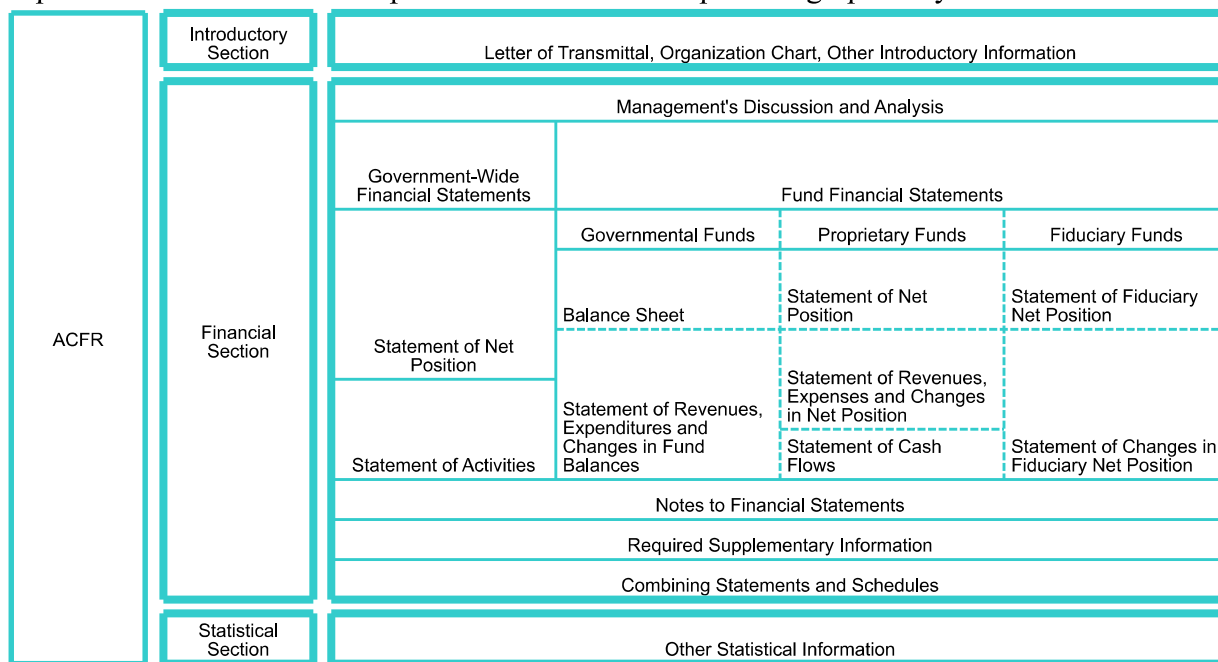 Introductory
Section
Letter of Transmittal, Organization Chart, Other Introductory Information
Management's Discussion and Analysis
Government-Wide
Financial Statements
Fund Financial Statements
Governmental Funds
Proprietary Funds
Fiduciary Funds
Balance Sheet
Statement of Net
Position
Statement of Fiduciary
Net Position
ACFR
Financial
Section
Statement of Net
Position
Statement of Activities
Statement of Revenues,
Expenditures and
Changes in Fund
Balances
Statement of Revenues,
Expenses and Changes
in Net Position
Statement of Cash
Flows
Statement of Changes in
Fiduciary Net Position
Notes to Financial Statements
Required Supplementary Information
Combining Statements and Schedules
Statistical
Section
Other Statistical Information